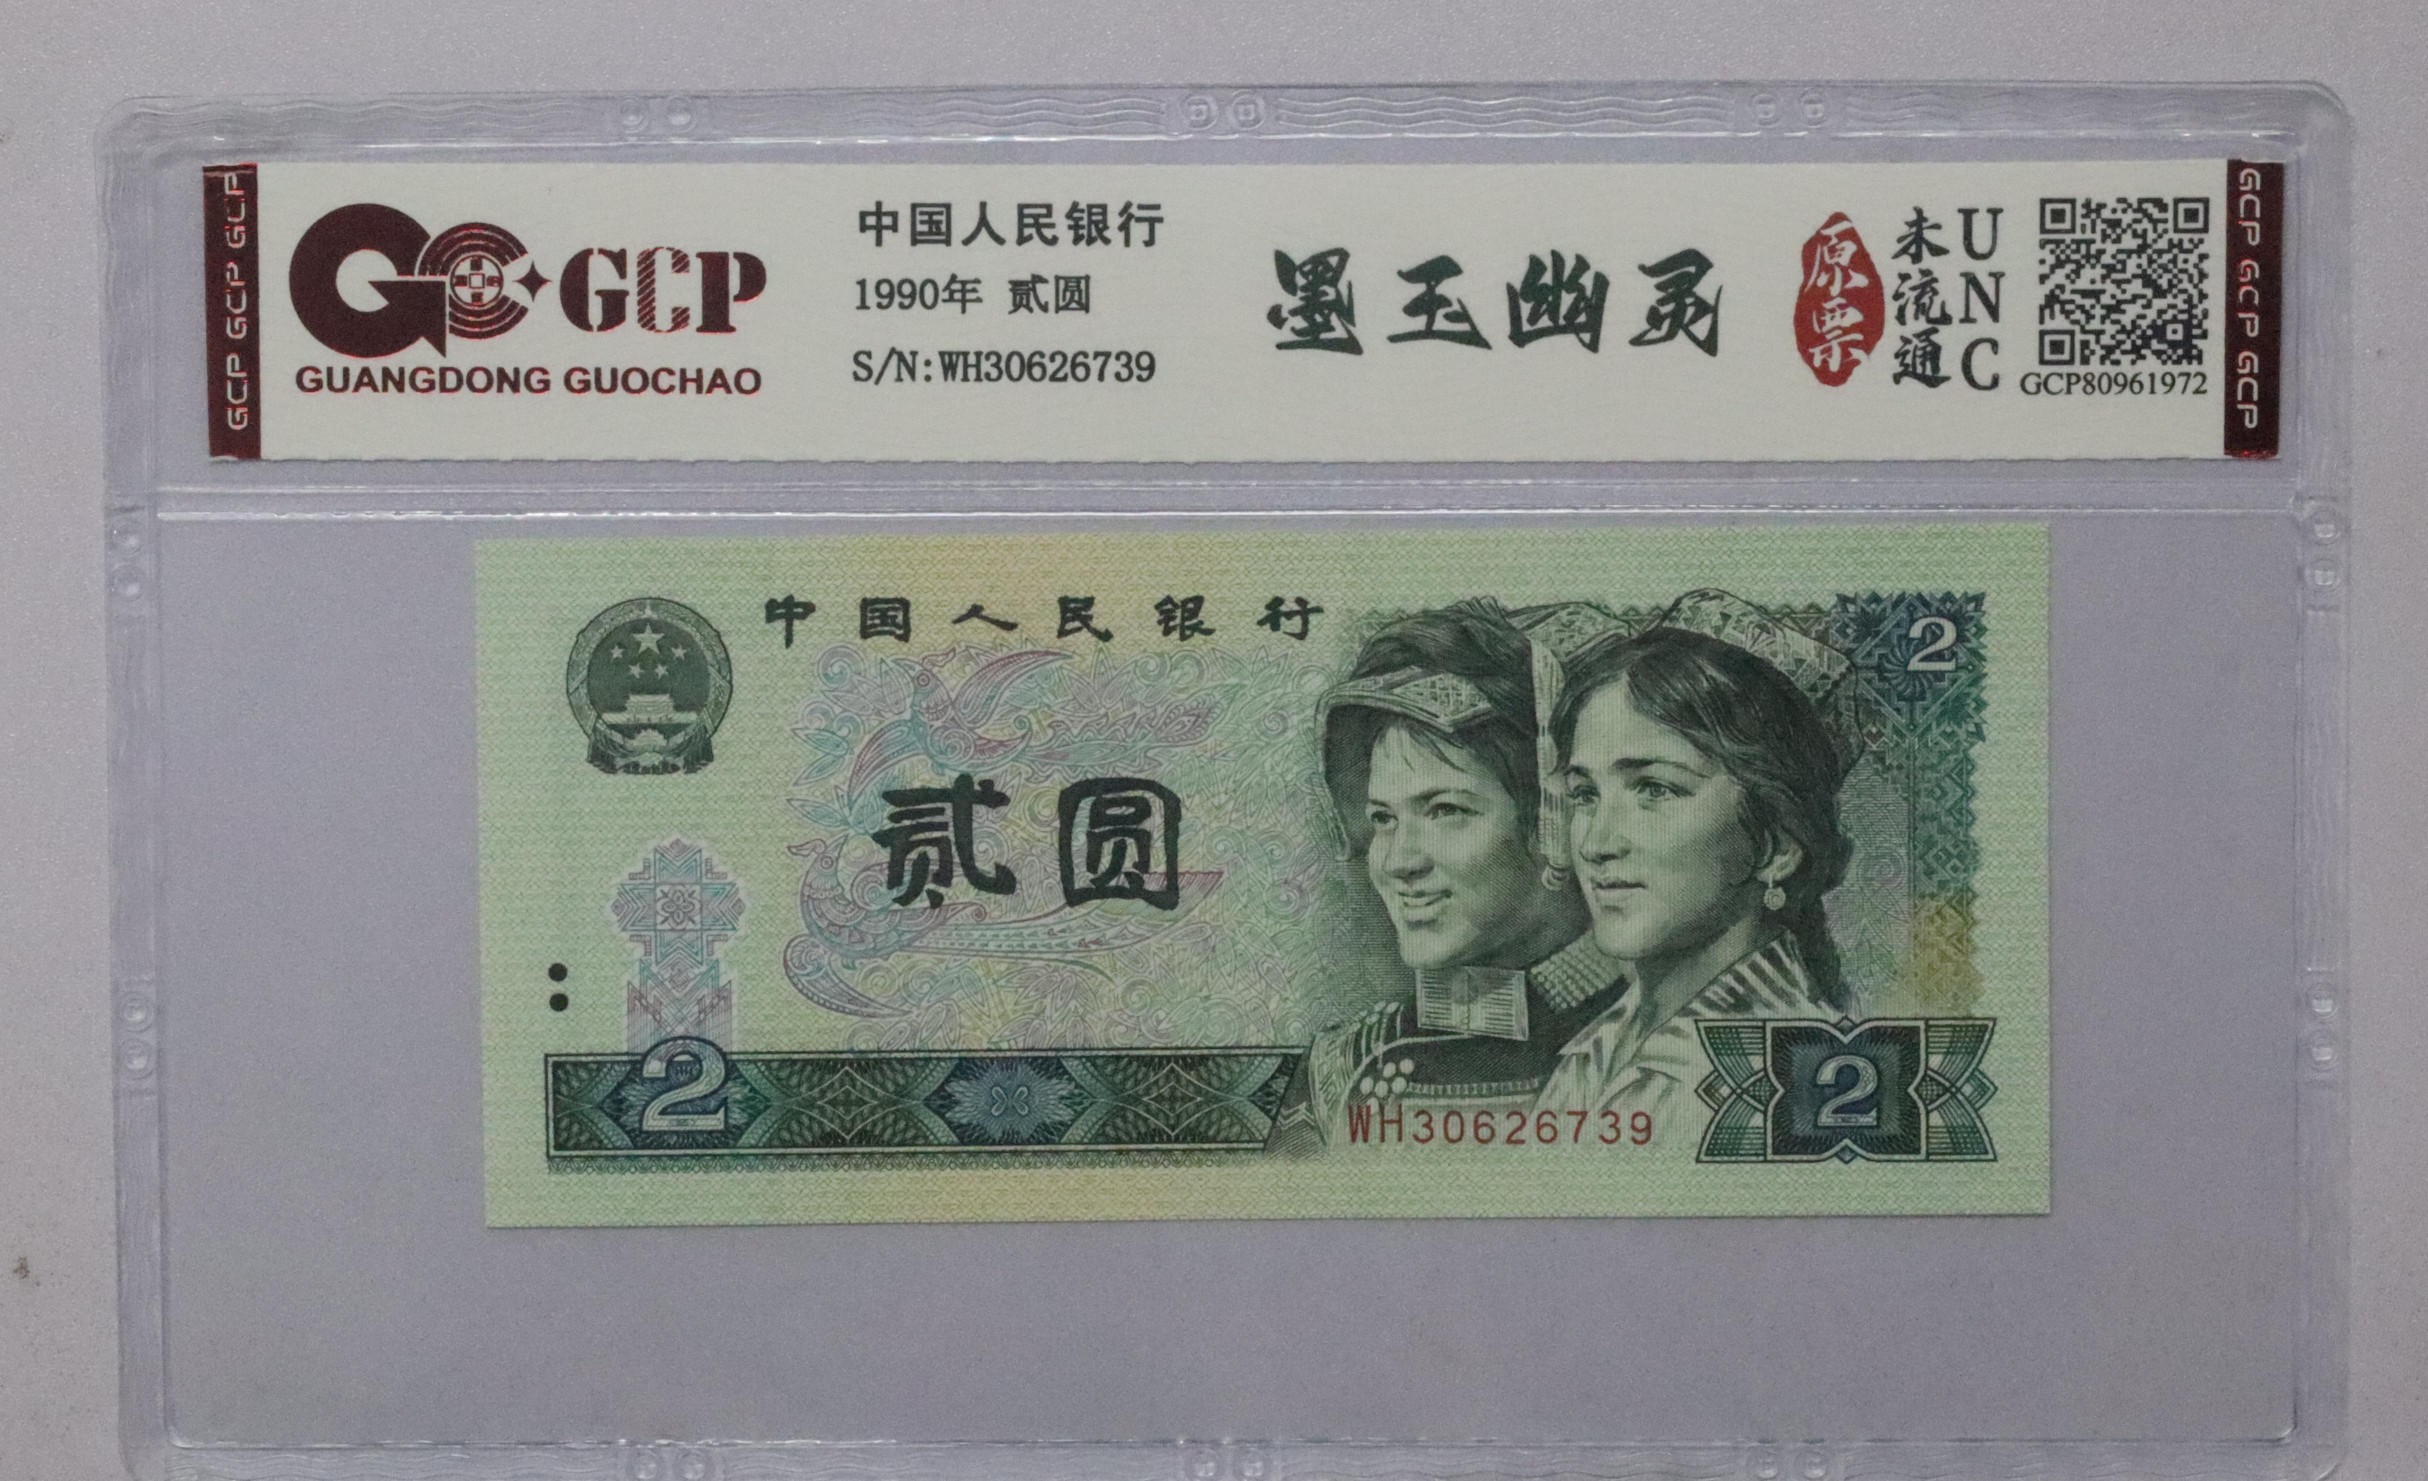 GCP GCP GCP
GCP
GUANGDONG GUOCHAO
中国人民银行
1990年 贰圆
S/N:WH30626739
墨玉幽灵
原票
未流通
UNC
GCP80961972
GCP GCP GCP
中国人民银行
2
贰圆
2
WH30626739
2